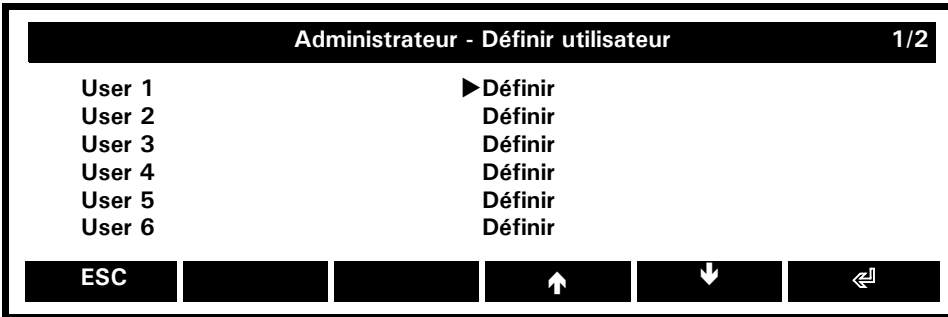 Administrateur - Définir utilisateur 1/2
User 1 ▶Définir
User 2 Définir
User 3 Définir
User 4 Définir
User 5 Définir
User 6 Définir
ESC